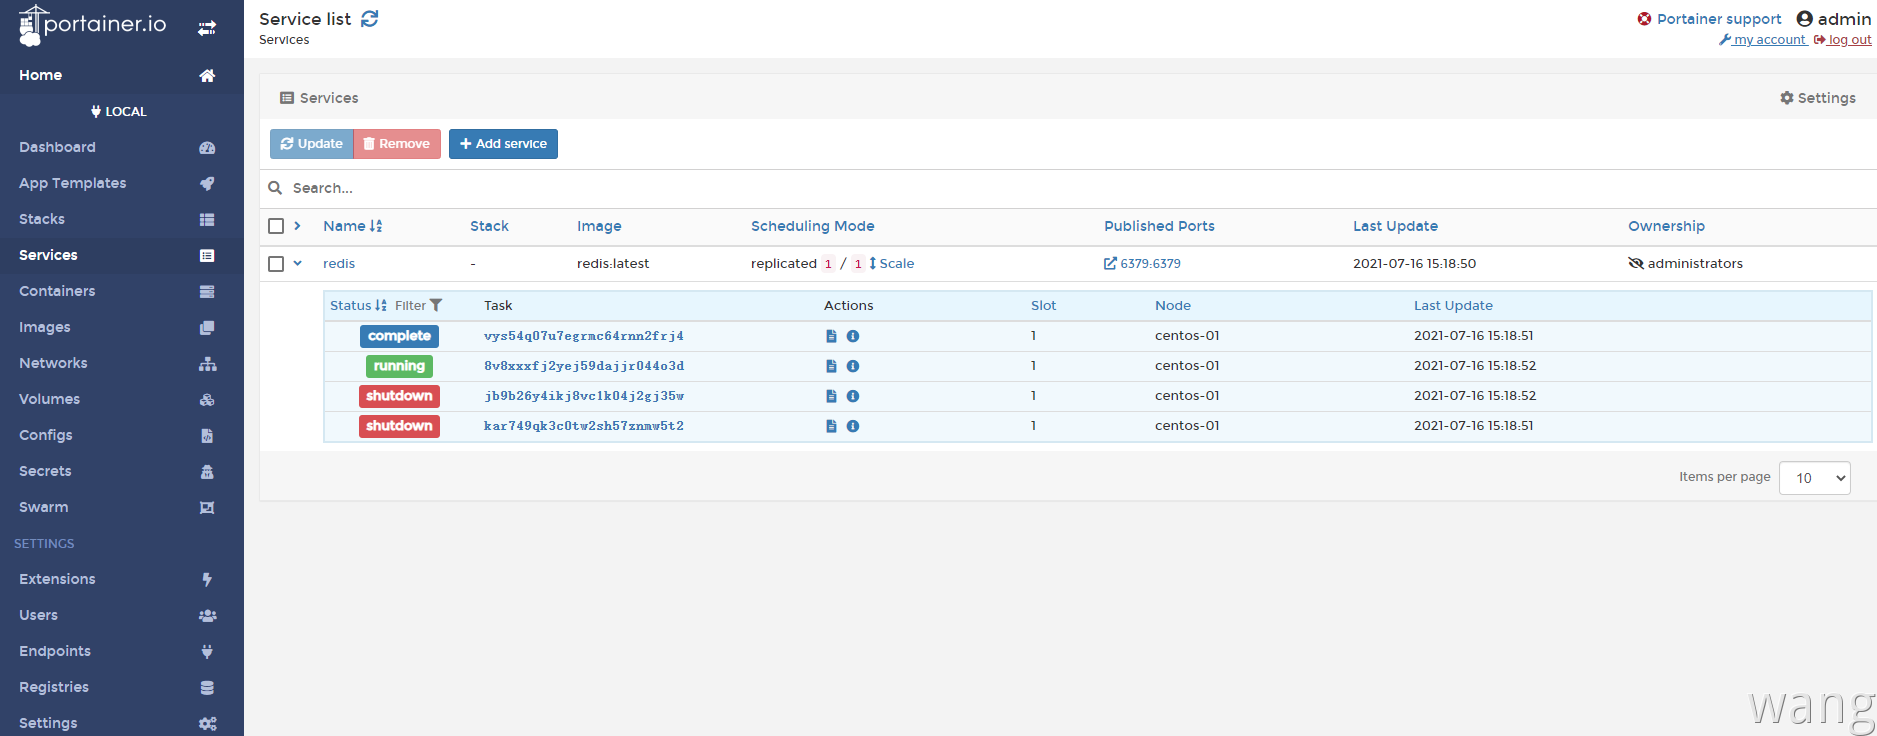 portainer.io
Home
LOCAL
Dashboard
App Templates
Stacks
Services
Containers
Images
Networks
Volumes
Configs
Secrets
Swarm
SETTINGS
Extensions
Users
Endpoints
Registries
Settings
Service list
Services
Portainer support admin
my account log out
Services Settings
Update Remove + Add service
Search...
Name Stack Image Scheduling Mode Published Ports Last Update Ownership
redis - redis:latest replicated 1 / 1 Scale 6379:6379 2021-07-16 15:18:50 administrators
Status Filter Task Actions Slot Node Last Update
complete vys54q07u7egrmc64rnn2frj4 1 centos-01 2021-07-16 15:18:51
running 8v8xxxfj2yej59dajjr044o3d 1 centos-01 2021-07-16 15:18:52
shutdown jb9b26y4ikj8vc1k04j2gj35w 1 centos-01 2021-07-16 15:18:52
shutdown kar749qk3c0tw2sh57znmw5t2 1 centos-01 2021-07-16 15:18:51
Items per page 10
wang